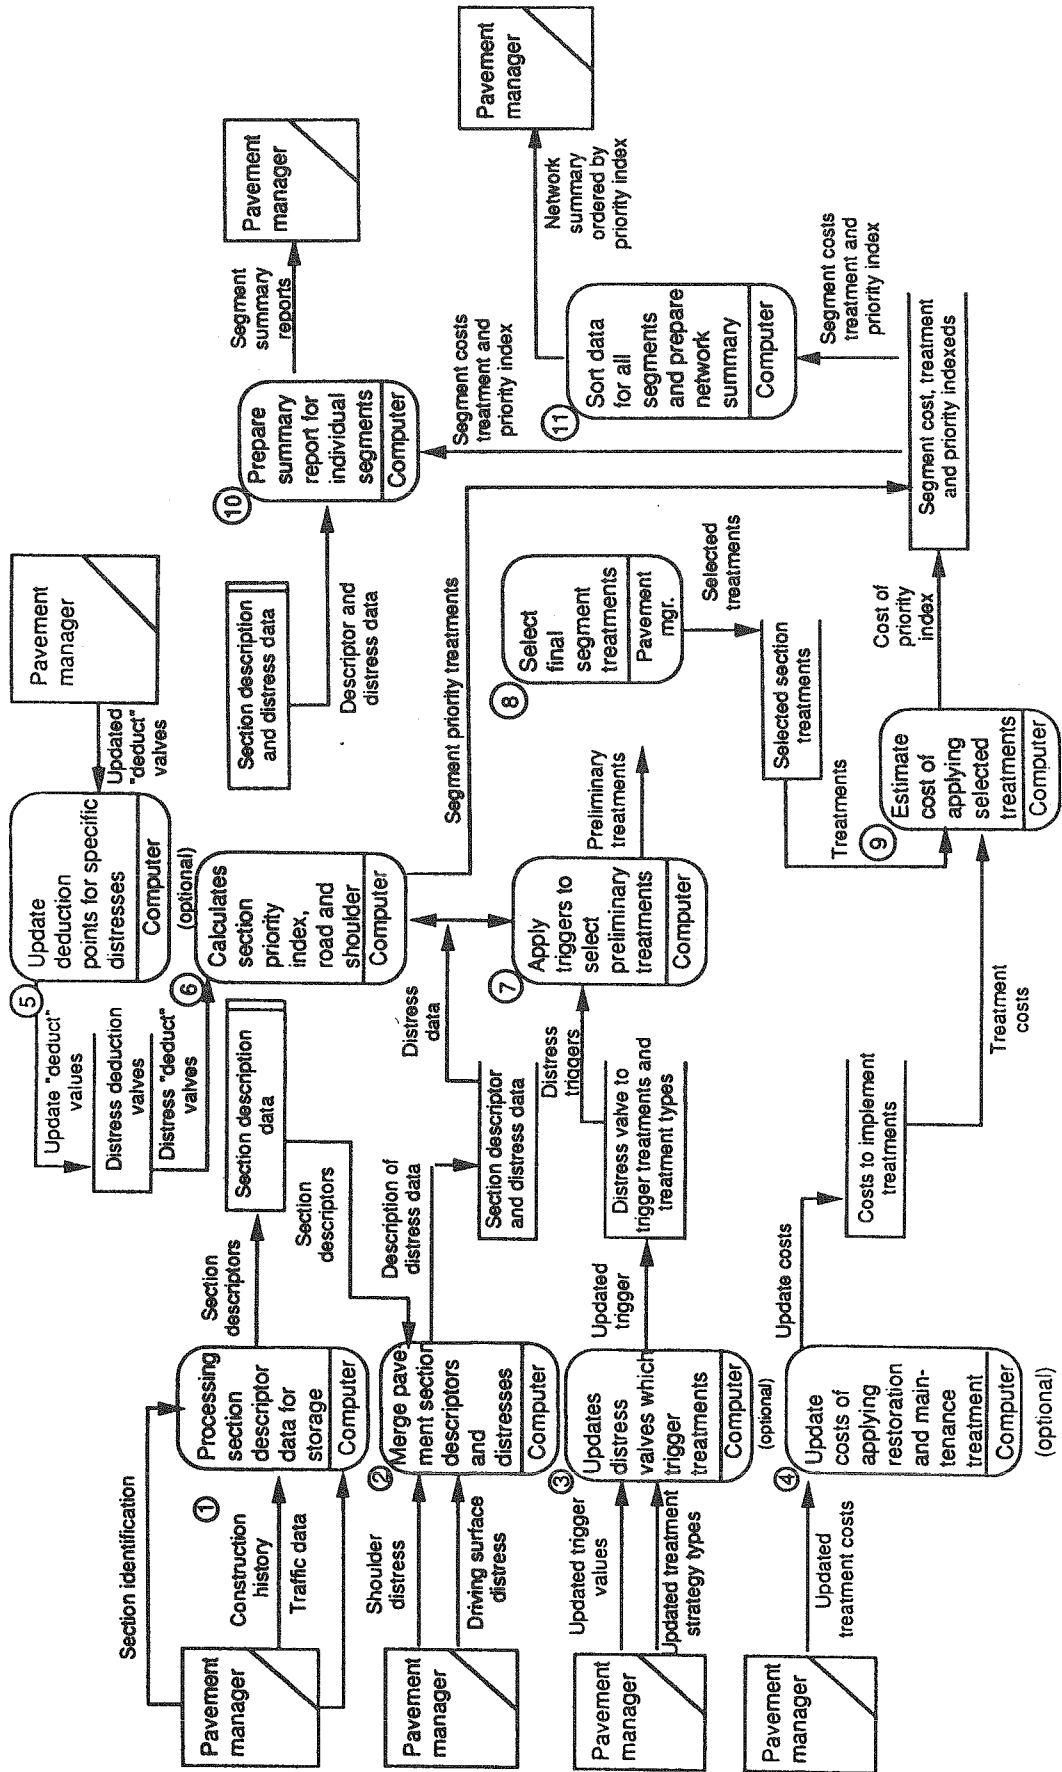 Section identification
Pavement
manager
Construction
history
Traffic data
1
Processing
section
descriptor
data for
storage
Computer
Section
descriptors
Section description
data
Section
descriptors
Pavement
manager
Shoulder
distress
Driving surface
distress
2
Merge pave
ment section
descriptors
and
distresses
Computer
Description of
distress data
Section descriptor
and distress data
Distress
data
Pavement
manager
Updated trigger
values
Updated treatment
strategy types
3
Updates
distress
valves which
trigger
treatments
Computer
(optional)
Updated
trigger
Distress valve to
trigger treatments and
treatment types
Distress
triggers
Pavement
manager
Updated
treatment costs
4
Update
costs of
applying
restoration
and main-
tenance
treatment
Computer
(optional)
Update costs
Costs to implement
treatments
Treatment
costs
Pavement
manager
Updated
"deduct"
valves
5
Update
deduction
points for specific
distresses
Computer
(optional)
Update "deduct"
values
Distress deduction
valves
Distress "deduct"
valves
6
Calculates
section
priority
index,
road and
shoulder
Computer
Segment priority treatments
7
Apply
triggers to
select
preliminary
treatments
Computer
Preliminary
treatments
8
Select
final
segment
treatments
Pavement
mgr.
Selected
treatments
Selected section
treatments
Treatments
9
Estimate
cost of
applying
selected
treatments
Computer
Cost of
priority
index
Segment cost, treatment
and priority indexeds
Section description
and distress data
Descriptor and
distress data
10
Prepare
summary
report for
individual
segments
Computer
Segment
summary
reports
Pavement
manager
Segment costs
treatment and
priority index
11
Sort data
for all
segments
and prepare
network
summary
Computer
Segment costs
treatment and
priority index
Network
summary
ordered by
priority index
Pavement
manager